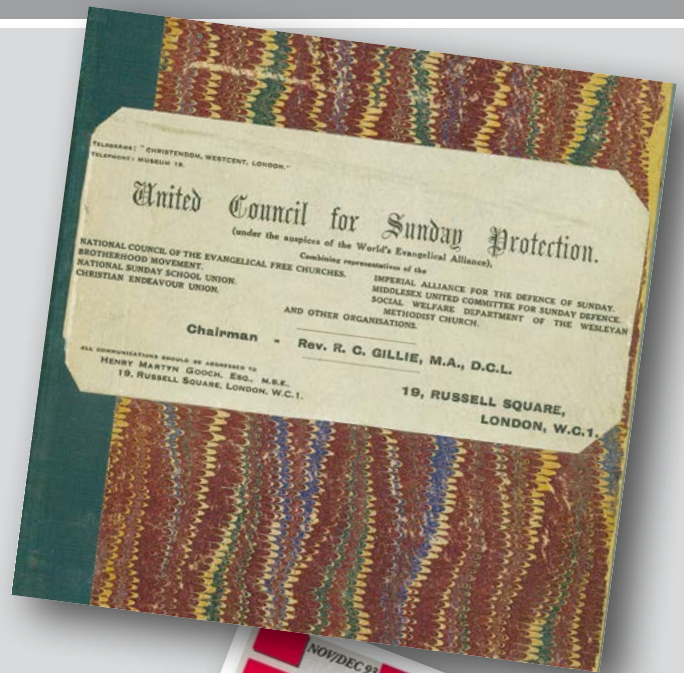 TELEGRAMS: "CHRISTENDOM, WESTCENT, LONDON."
TELEPHONE: MUSEUM 19.
United Council for Sunday Protection.
(under the auspices of the World's Evangelical Alliance),
Combining representatives of the
NATIONAL COUNCIL OF THE EVANGELICAL FREE CHURCHES.
BROTHERHOOD MOVEMENT.
NATIONAL SUNDAY SCHOOL UNION.
CHRISTIAN ENDEAVOUR UNION.
IMPERIAL ALLIANCE FOR THE DEFENCE OF SUNDAY.
MIDDLESEX UNITED COMMITTEE FOR SUNDAY DEFENCE.
SOCIAL WELFARE DEPARTMENT OF THE WESLEYAN
METHODIST CHURCH.
AND OTHER ORGANISATIONS.
Chairman - Rev. R. C. GILLIE, M.A., D.C.L.
ALL COMMUNICATIONS SHOULD BE ADDRESSED TO
HENRY MARTYN GOOCH, ESQ., M.B.E.,
19, RUSSELL SQUARE, LONDON, W.C.1.
19, RUSSELL SQUARE,
LONDON, W.C.1.
NOV/DEC 93